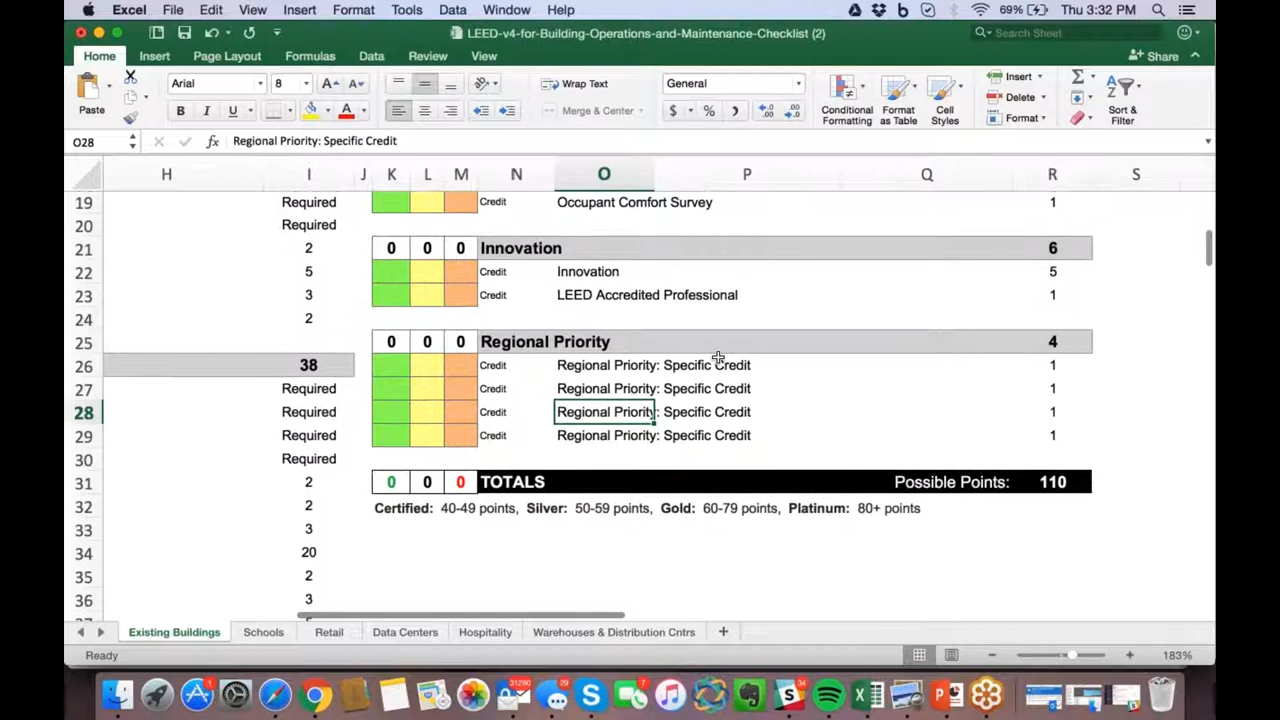 Excel File Edit View Insert Format Tools Data Window Help 69% Thu 3:32 PM
LEED-v4-for-Building-Operations-and-Maintenance-Checklist (2) Search Sheet
Home Insert Page Layout Formulas Data Review View Share
Paste Arial 8 A A Wrap Text General Conditional Formatting Format as Table Cell Styles Insert Sort & Filter
B I U A Merge & Center $ % Delete
Format
O28 fx Regional Priority: Specific Credit
H I J K L M N O P Q R S
19 Required Credit Occupant Comfort Survey 1
20 Required
21 2 0 0 0 Innovation 6
22 5 Credit Innovation 5
23 3 Credit LEED Accredited Professional 1
24 2
25 0 0 0 Regional Priority 4
26 38 Credit Regional Priority: Specific Credit 1
27 Required Credit Regional Priority: Specific Credit 1
28 Required Credit Regional Priority: Specific Credit 1
29 Required Credit Regional Priority: Specific Credit 1
30 Required
31 2 0 0 0 TOTALS Possible Points: 110
32 2 Certified: 40-49 points, Silver: 50-59 points, Gold: 60-79 points, Platinum: 80+ points
33 3
34 20
35 2
36 3
Existing Buildings Schools Retail Data Centers Hospitality Warehouses & Distribution Cntrs +
Ready 183%
31280 29 7 34